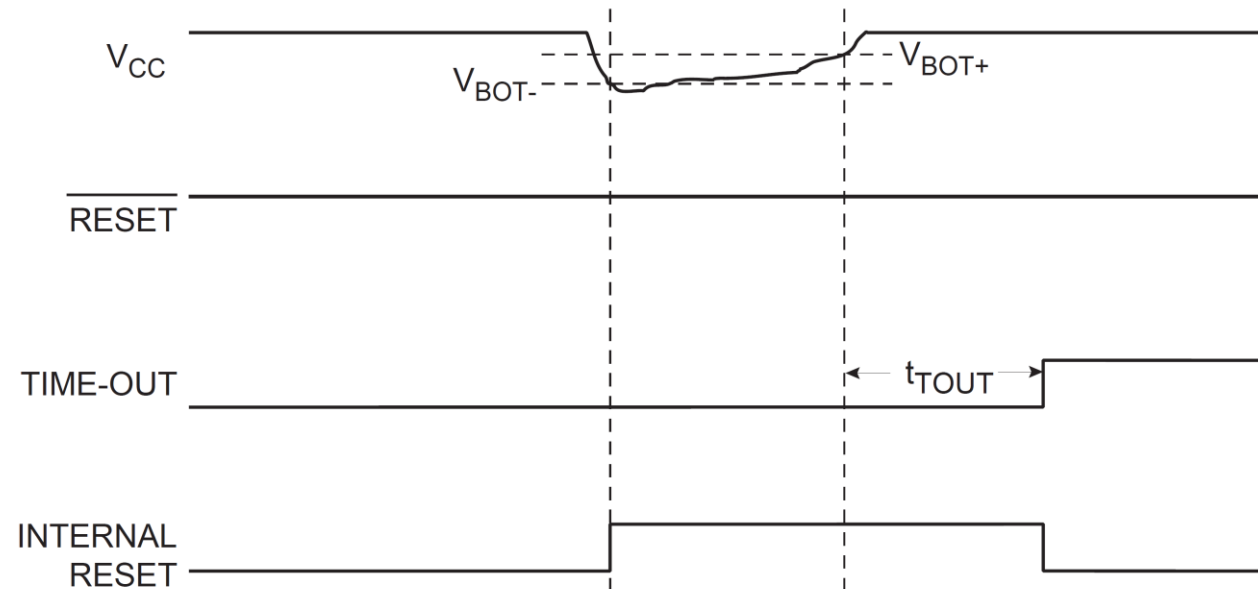 VCC
VBOT-
VBOT+
RESET
TIME-OUT
tTOUT
INTERNAL
RESET